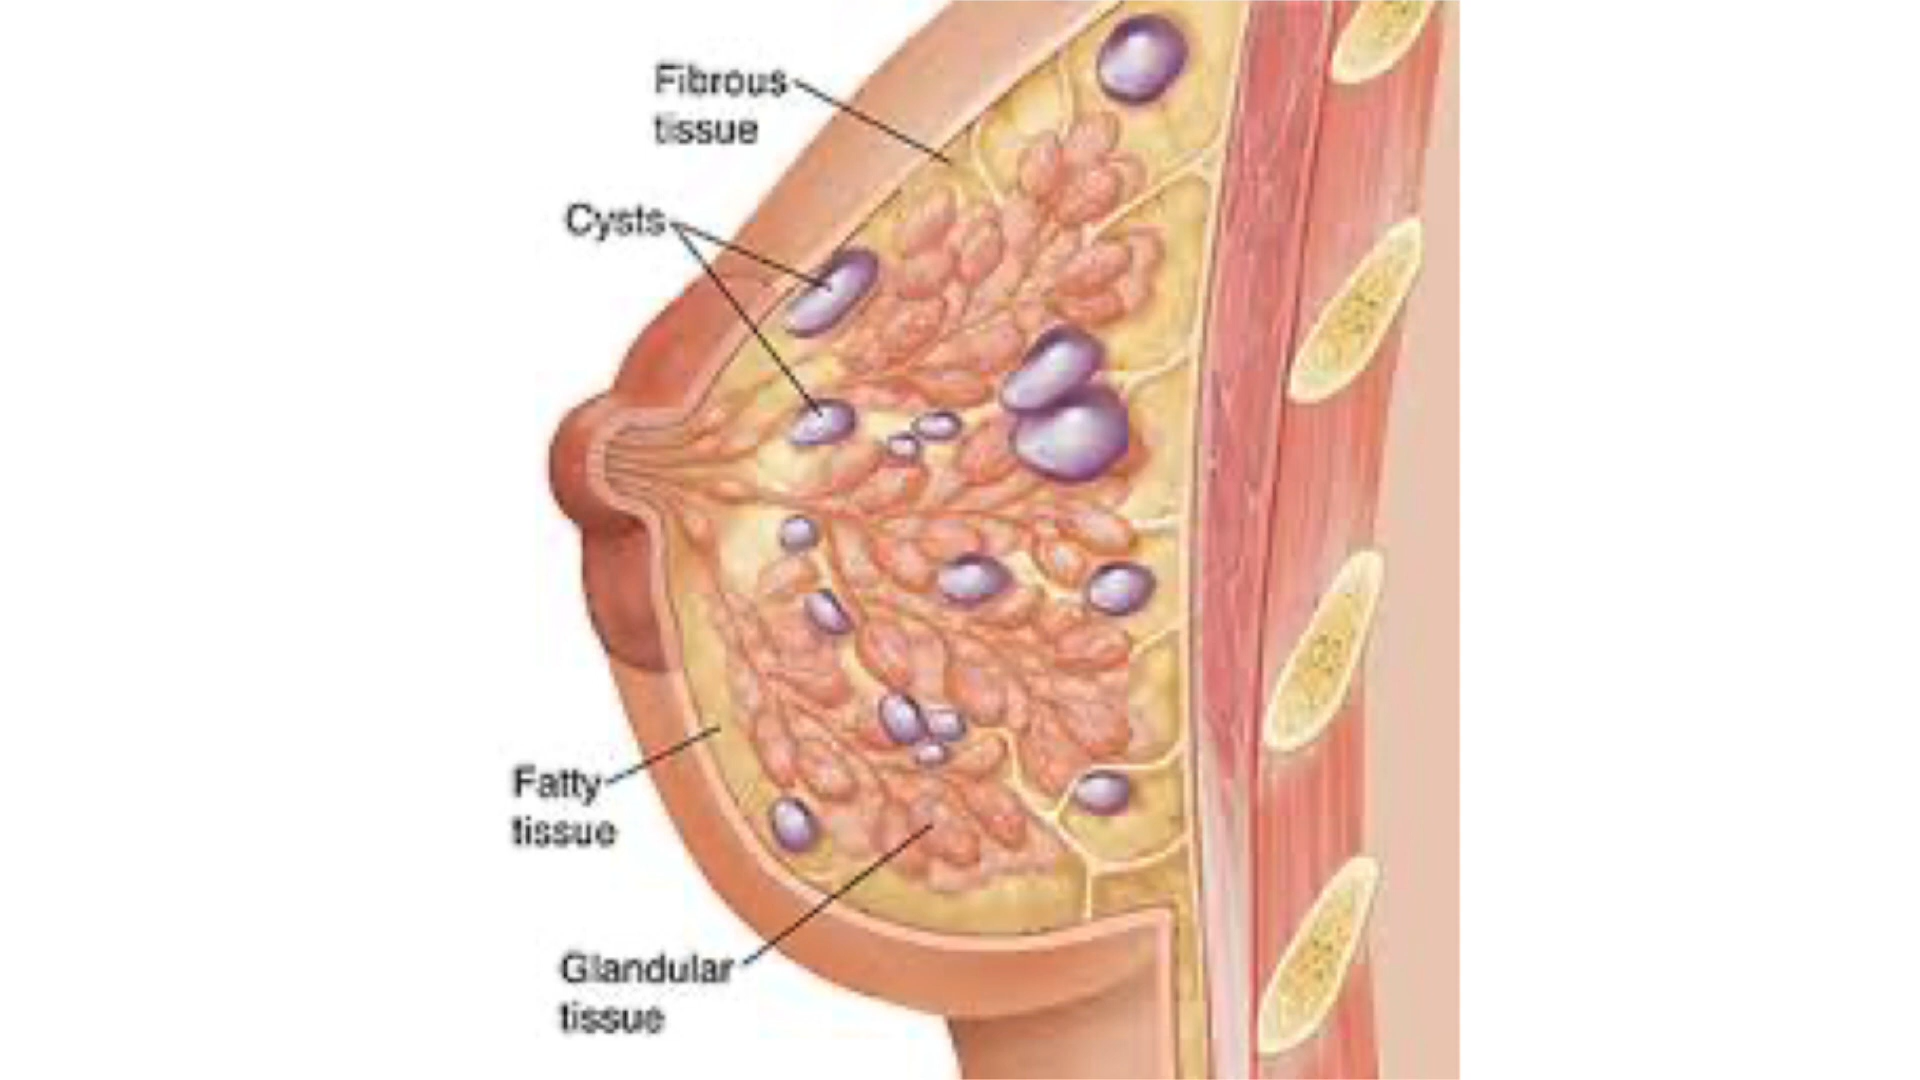 Fibrous
tissue
Cysts
Fatty
tissue
Glandular
tissue